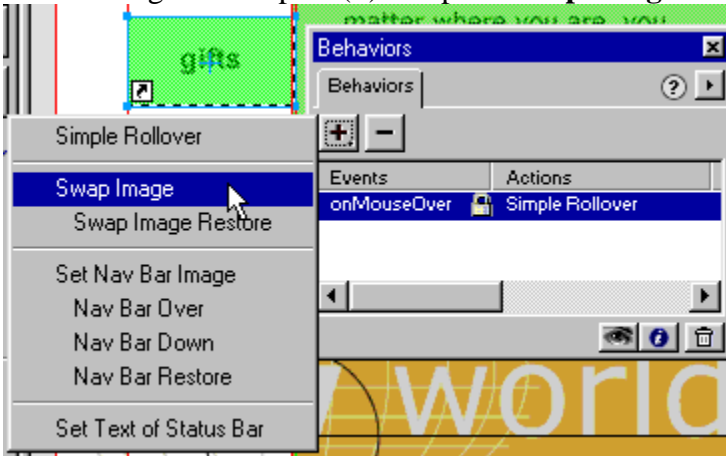 matter where you are, you
gifts
Behaviors
Behaviors
Simple Rollover
Swap Image
Swap Image Restore
Set Nav Bar Image
Nav Bar Over
Nav Bar Down
Nav Bar Restore
Set Text of Status Bar
Events Actions
onMouseOver Simple Rollover
world